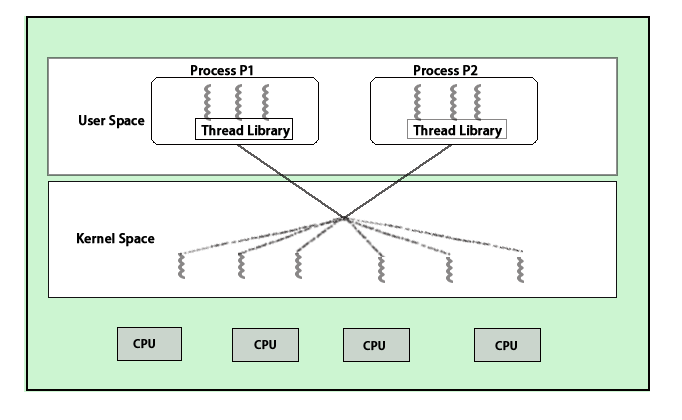 Process P1
Process P2
User Space
Thread Library
Thread Library
Kernel Space
CPU
CPU
CPU
CPU